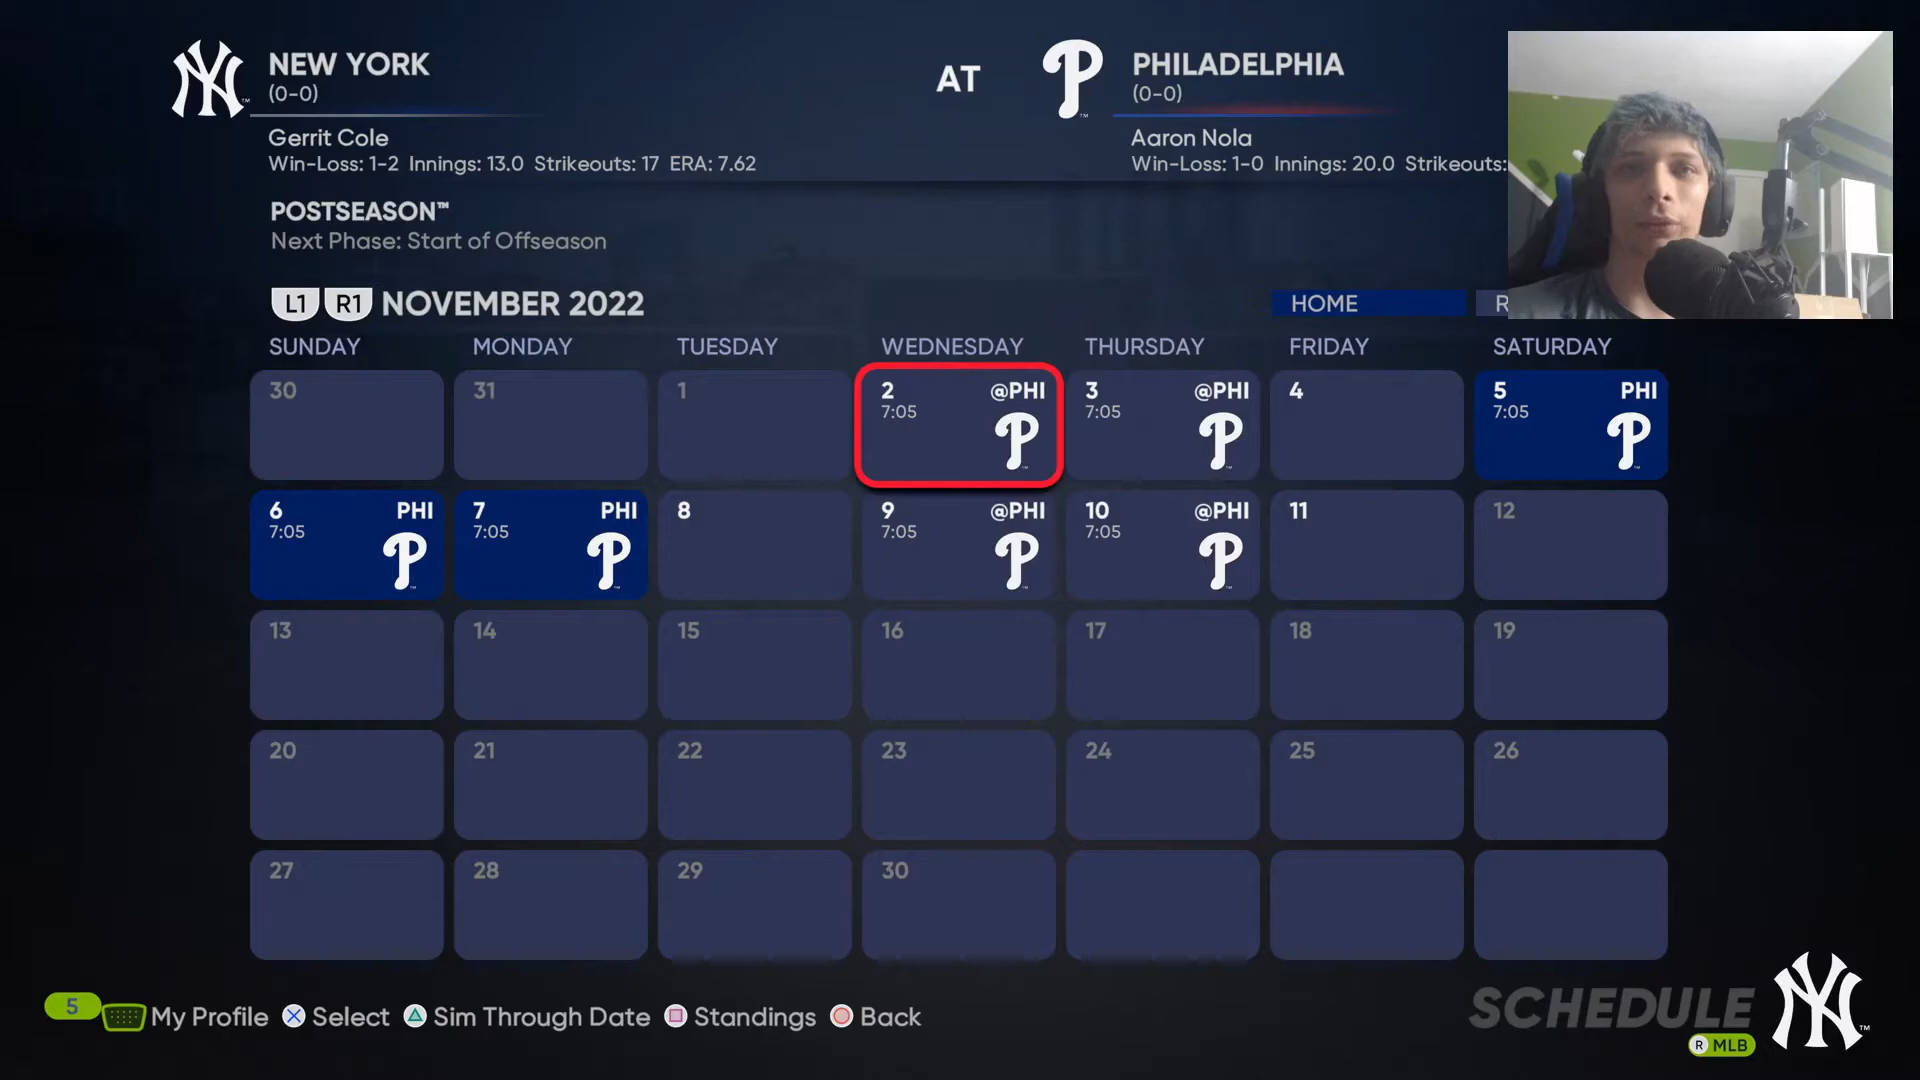 NEW YORK
(0-0)
Gerrit Cole
Win-Loss: 1-2 Innings: 13.0 Strikeouts: 17 ERA: 7.62
AT
PHILADELPHIA
(0-0)
Aaron Nola
Win-Loss: 1-0 Innings: 20.0 Strikeouts:
POSTSEASON™
Next Phase: Start of Offseason
L1 R1 NOVEMBER 2022
HOME R
SUNDAY MONDAY TUESDAY WEDNESDAY THURSDAY FRIDAY SATURDAY
30 31 1 2 @PHI 3 @PHI 4 5 PHI
7:05 7:05 7:05
6 PHI 7 PHI 8 9 @PHI 10 @PHI 11 12
7:05 7:05 7:05 7:05
13 14 15 16 17 18 19
20 21 22 23 24 25 26
27 28 29 30
5 My Profile Select Sim Through Date Standings Back
SCHEDULE
R MLB